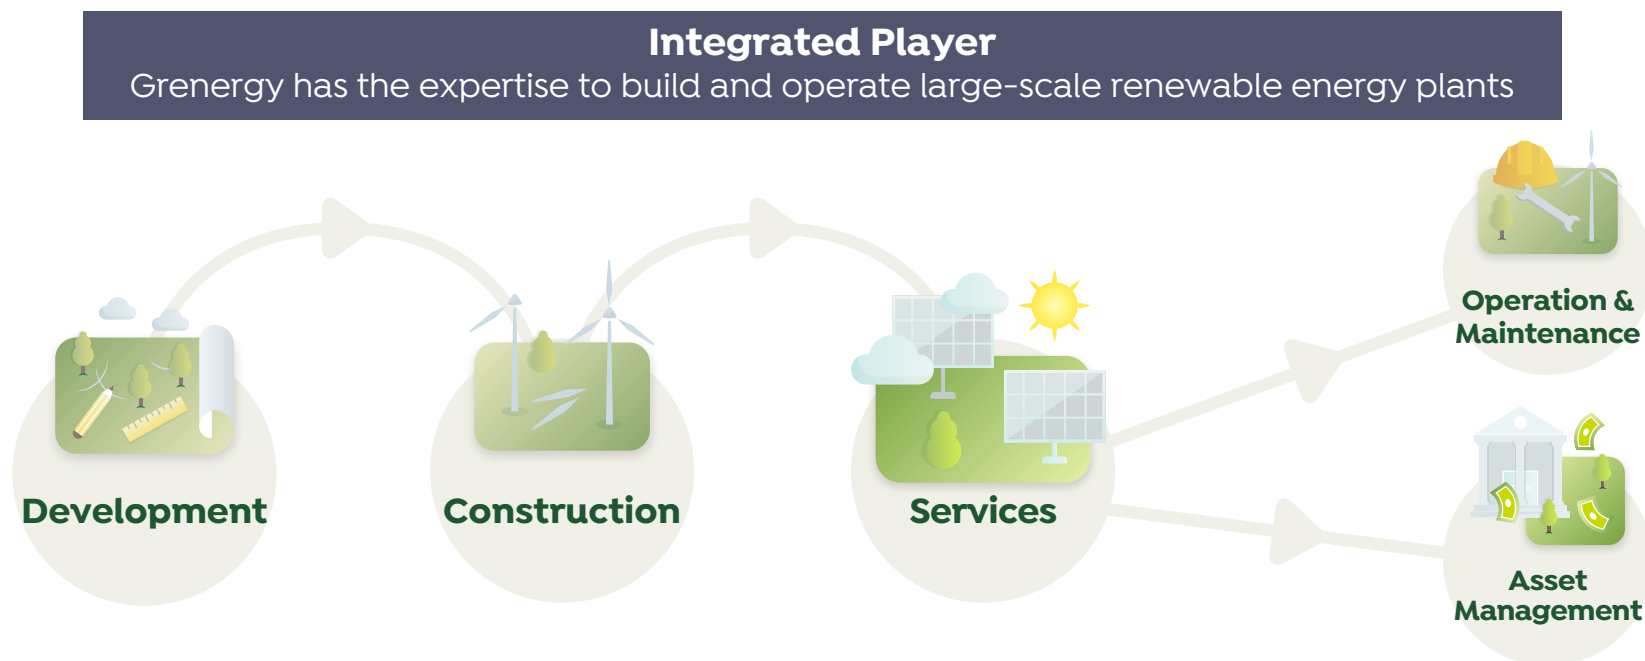 Integrated Player
Grenergy has the expertise to build and operate large-scale renewable energy plants
Development
Construction
Services
Operation &
Maintenance
Asset
Management